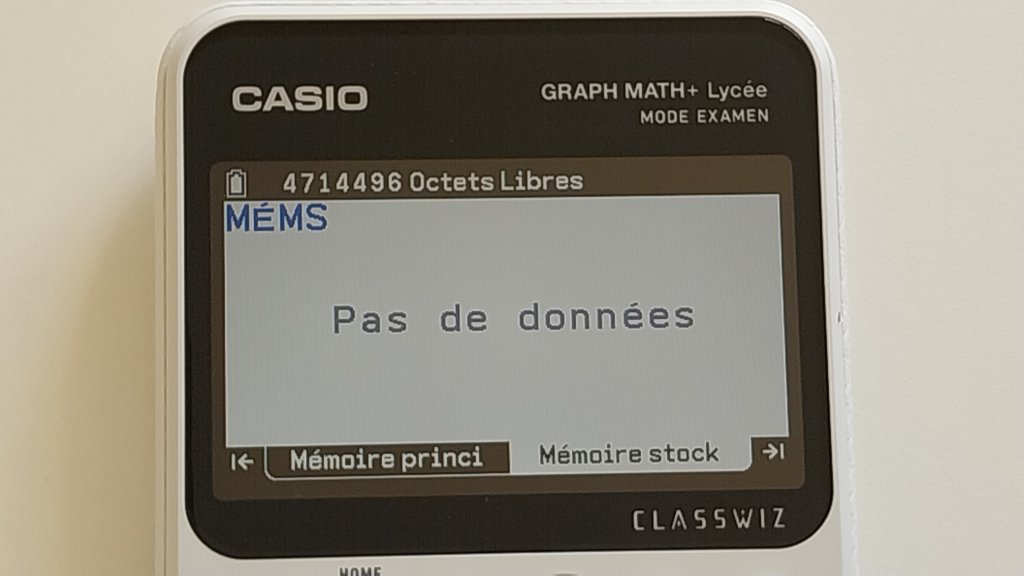 CASIO
GRAPH MATH+ Lycée
MODE EXAMEN
4714496 Octets Libres
MÉMS
Pas de données
Mémoire princi
Mémoire stock
CLASSWIZ
HOME